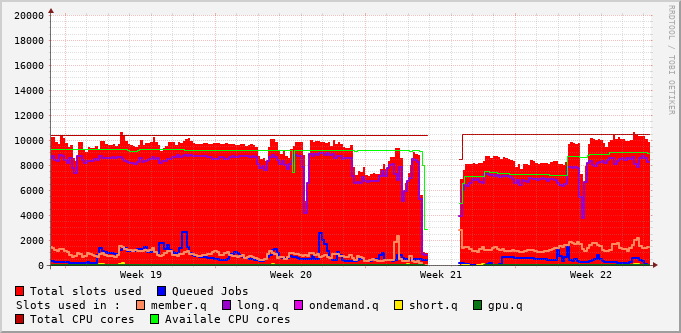 20000
18000
16000
14000
12000
10000
8000
6000
4000
2000
0
Week 19 Week 20 Week 21 Week 22
RRDTOOL / TOBI OETIKER
Total slots used Queued Jobs
Slots used in : member.q long.q ondemand.q short.q gpu.q
Total CPU cores Availale CPU cores